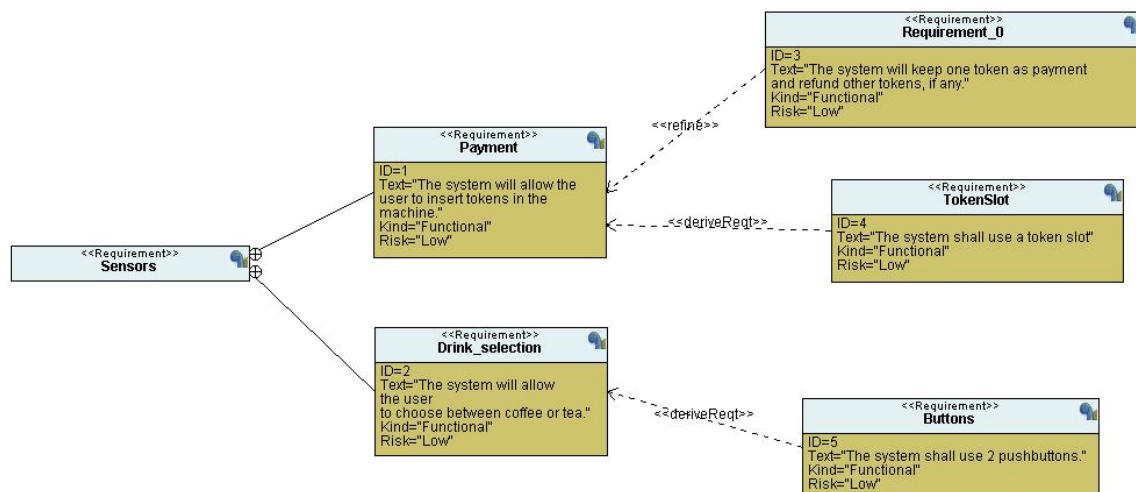 <<Requirement>>
Requirement_0
ID=3
Text="The system will keep one token as payment
and refund other tokens, if any."
Kind="Functional"
Risk="Low"
<<refine>>
<<Requirement>>
Payment
ID=1
Text="The system will allow the
user to insert tokens in the
machine."
Kind="Functional"
Risk="Low"
<<Requirement>>
TokenSlot
ID=4
Text="The system shall use a token slot"
Kind="Functional"
Risk="Low"
<<deriveReqt>>
<<Requirement>>
Sensors
<<Requirement>>
Drink_selection
ID=2
Text="The system will allow
the user
to choose between coffee or tea."
Kind="Functional"
Risk="Low"
<<deriveReqt>>
<<Requirement>>
Buttons
ID=5
Text="The system shall use 2 pushbuttons."
Kind="Functional"
Risk="Low"